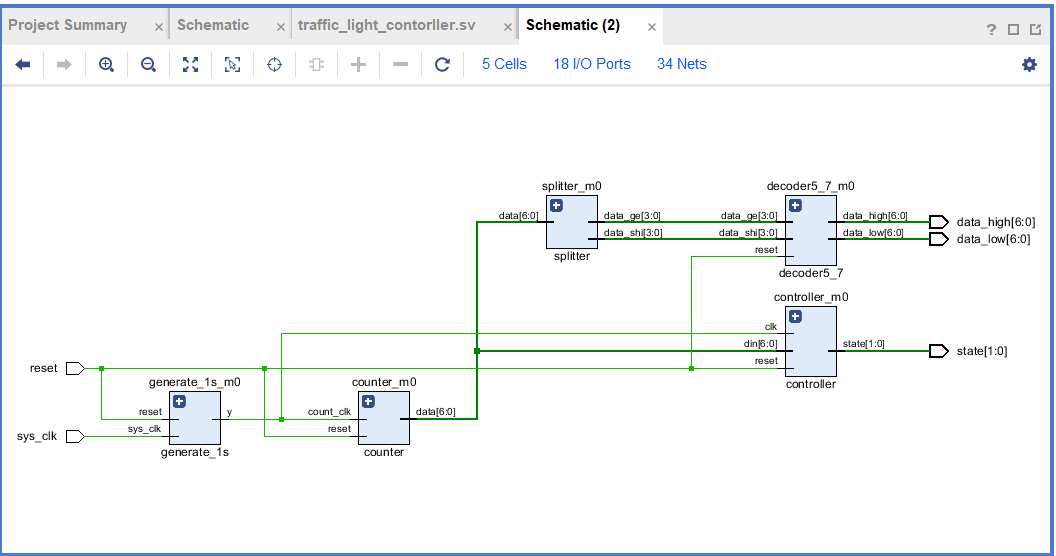 Project Summary × Schematic × traffic_light_contorller.sv × Schematic (2) × ?
5 Cells 18 I/O Ports 34 Nets
splitter_m0
data[6:0] data_ge[3:0]
data_shi[3:0]
splitter
decoder5_7_m0
data_ge[3:0] data_high[6:0] data_high[6:0]
data_shi[3:0] data_low[6:0] data_low[6:0]
reset
decoder5_7
controller_m0
clk
din[6:0] state[1:0] state[1:0]
reset
controller
reset
sys_clk
generate_1s_m0
reset y
sys_clk
generate_1s
counter_m0
count_clk data[6:0]
reset
counter